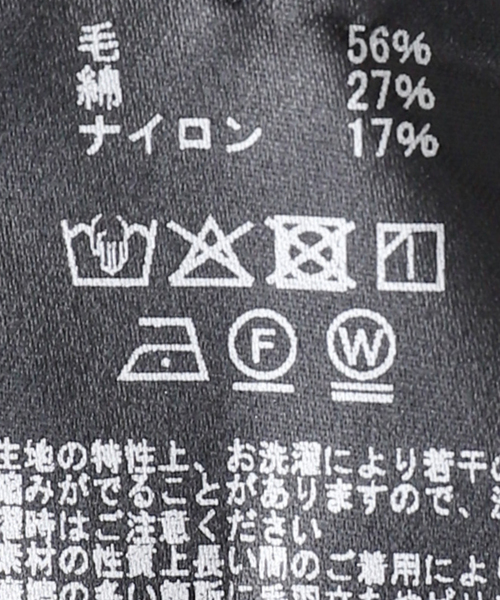 毛 56%
綿 27%
ナイロン 17%
F W
生地の特性上、お洗濯により若干
縮みがでることがありますので、
濯時はご注意ください
素材の性質上長い間のご着用によ
の多い